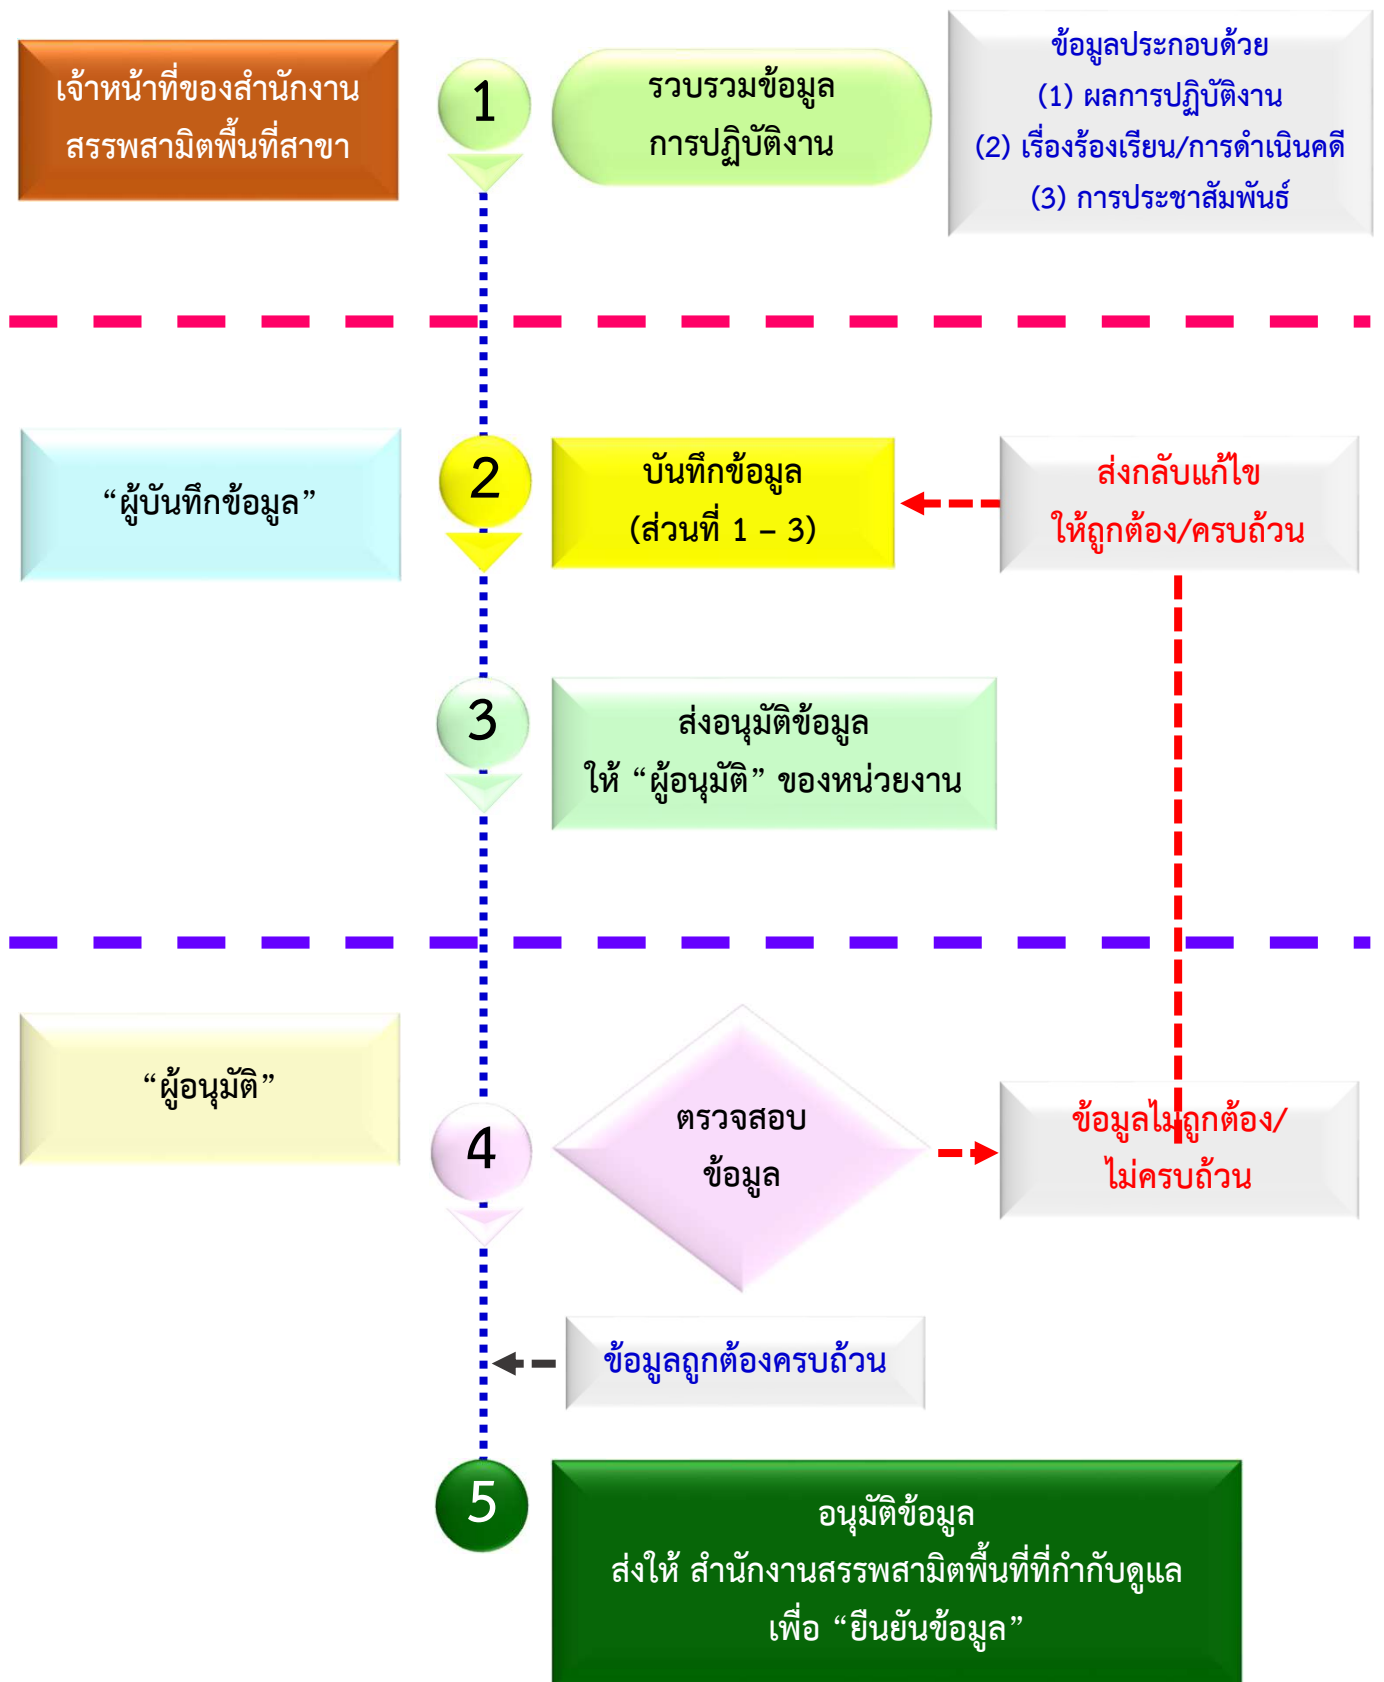 เจ้าหน้าที่ของสำนักงาน
สรรพสามิตพื้นที่สาขา
1
รวบรวมข้อมูล
การปฏิบัติงาน
ข้อมูลประกอบด้วย
(1) ผลการปฏิบัติงาน
(2) เรื่องร้องเรียน/การดำเนินคดี
(3) การประชาสัมพันธ์
“ผู้บันทึกข้อมูล”
2
บันทึกข้อมูล
(ส่วนที่ 1 – 3)
ส่งกลับแก้ไข
ให้ถูกต้อง/ครบถ้วน
3
ส่งอนุมัติข้อมูล
ให้ “ผู้อนุมัติ” ของหน่วยงาน
“ผู้อนุมัติ”
4
ตรวจสอบ
ข้อมูล
ข้อมูลไม่ถูกต้อง/
ไม่ครบถ้วน
ข้อมูลถูกต้องครบถ้วน
5
อนุมัติข้อมูล
ส่งให้ สำนักงานสรรพสามิตพื้นที่ที่กำกับดูแล
เพื่อ “ยืนยันข้อมูล”